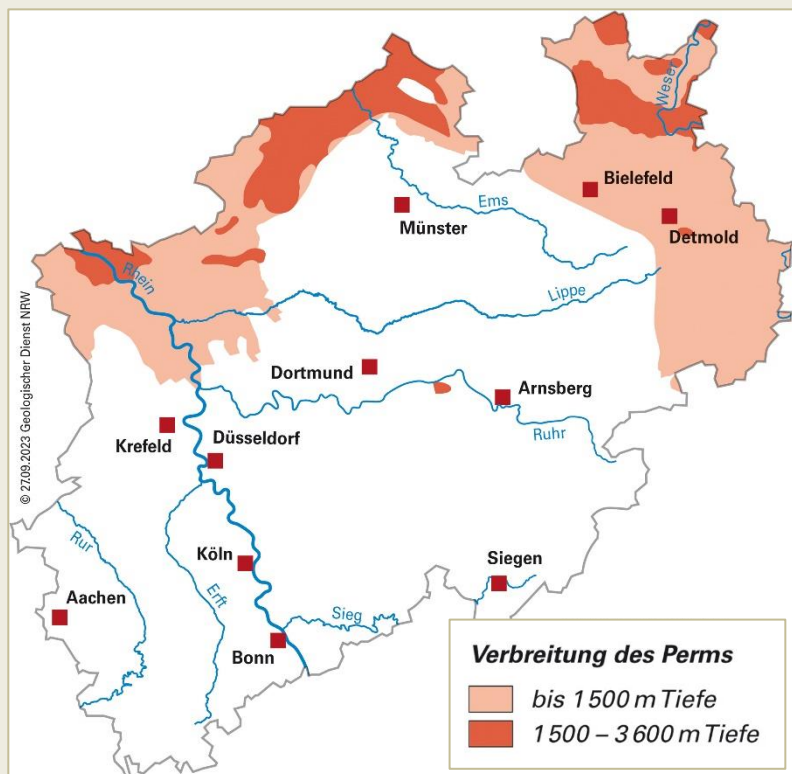 Weser
Bielefeld
Ems
Münster
Detmold
Rhein
Lippe
© 27.09.2023 Geologischer Dienst NRW
Dortmund
Arnsberg
Krefeld
Düsseldorf
Ruhr
Rur
Köln
Siegen
Aachen
Erft
Sieg
Bonn
Verbreitung des Perms
bis 1 500 m Tiefe
1 500 – 3 600 m Tiefe